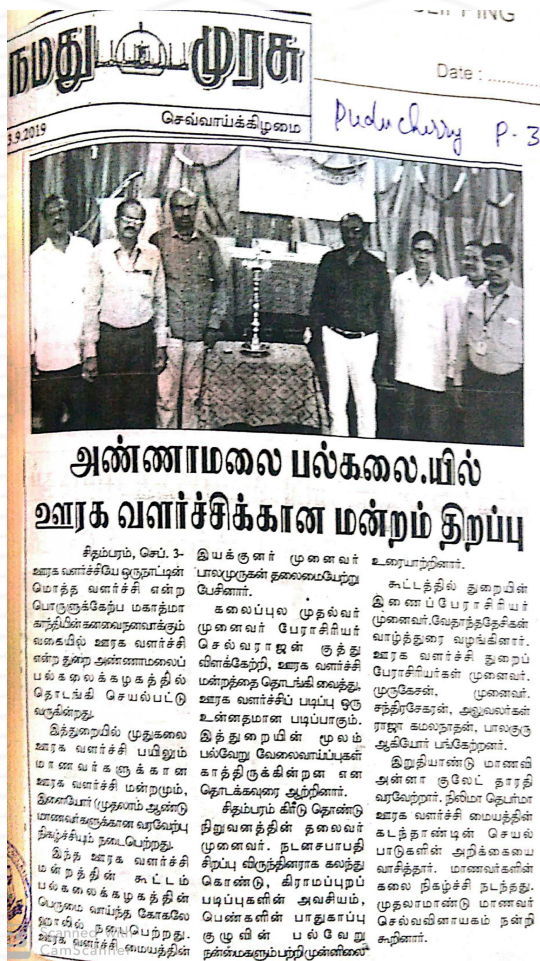 நமது முரசு
Date : ..........
3.9.2019
செவ்வாய்க்கிழமை
Puducherry P-3
அண்ணாமலை பல்கலை.யில்
ஊரக வளர்ச்சிக்கான மன்றம் திறப்பு
சிதம்பரம், செப். 3-
ஊரக வளர்ச்சியே ஒருநாட்டின்
மொத்த வளர்ச்சி என்ற
பொருளுக்கேற்ப மகாத்மா
காந்தியின் கனவை நனவாக்கும்
வகையில் ஊரக வளர்ச்சி
என்ற துறை அண்ணாமலைப்
பல்கலைக்கழகத்தில்
தொடங்கி செயல்பட்டு
வருகின்றது.
இத்துறையில் முதுகலை
ஊரக வளர்ச்சி பயிலும்
மாணவர்களுக்கான
ஊரக வளர்ச்சி மன்றமும்,
இளையோர் (முதலாம் ஆண்டு
மாணவர்களுக்கான வரவேற்பு
நிகழ்ச்சியும் நடைபெற்றது.
இந்த ஊரக வளர்ச்சி
மன்றத்தின் கூட்டம்
பல்கலைக்கழகத்தின்
பெருமை வாய்ந்த கோகலே
ஹாலில் நடைபெற்றது.
ஊரக வளர்ச்சி மையத்தின்
இயக்குனர் முனைவர்
பாலமுருகன் தலைமையேற்று
பேசினார்.
கலைப்புல முதல்வர்
முனைவர் பேராசிரியர்
செல்வராஜன் குத்து
விளக்கேற்றி, ஊரக வளர்ச்சி
மன்றத்தை தொடங்கி வைத்து,
ஊரக வளர்ச்சிப் படிப்பு ஒரு
உன்னதமான படிப்பாகும்.
இத்துறையின் மூலம்
பல்வேறு வேலைவாய்ப்புகள்
காத்திருக்கின்றன என
தொடக்கவுரை ஆற்றினார்.
சிதம்பரம் கிரீடு தொண்டு
நிறுவனத்தின் தலைவர்
முனைவர். நடனசபாபதி
சிறப்பு விருந்தினராக கலந்து
கொண்டு, கிராமப்புறப்
படிப்புகளின் அவசியம்,
பெண்களின் பாதுகாப்பு
குழுவின் பல்வேறு
நன்மைகளும்பற்றி முன்னிலை
உரையாற்றினார்.
கூட்டத்தில் துறையின்
இணைப்பேராசிரியர்
முனைவர்.வேதாந்ததேசிகன்
வாழ்த்துரை வழங்கினார்.
ஊரக வளர்ச்சி துறைப்
பேராசிரியர்கள் முனைவர்.
முருகேசன், முனைவர்.
சந்திரசேகரன், அலுவலர்கள்
ராஜா கமலநாதன், பாலகுரு
ஆகியோர் பங்கேற்றனர்.
இறுதியாண்டு மாணவி
அன்னா குலேட் தாரதி
வரவேற்றார். நிலிமா தெபர்மா
ஊரக வளர்ச்சி மையத்தின்
கடந்தாண்டின் செயல்
பாடுகளின் அறிக்கையை
வாசித்தார். மாணவர்களின்
கலை நிகழ்ச்சி நடந்தது.
முதலாமாண்டு மாணவர்
செல்வவிநாயகம் நன்றி
கூறினார்.
Scanned with
CamScanner